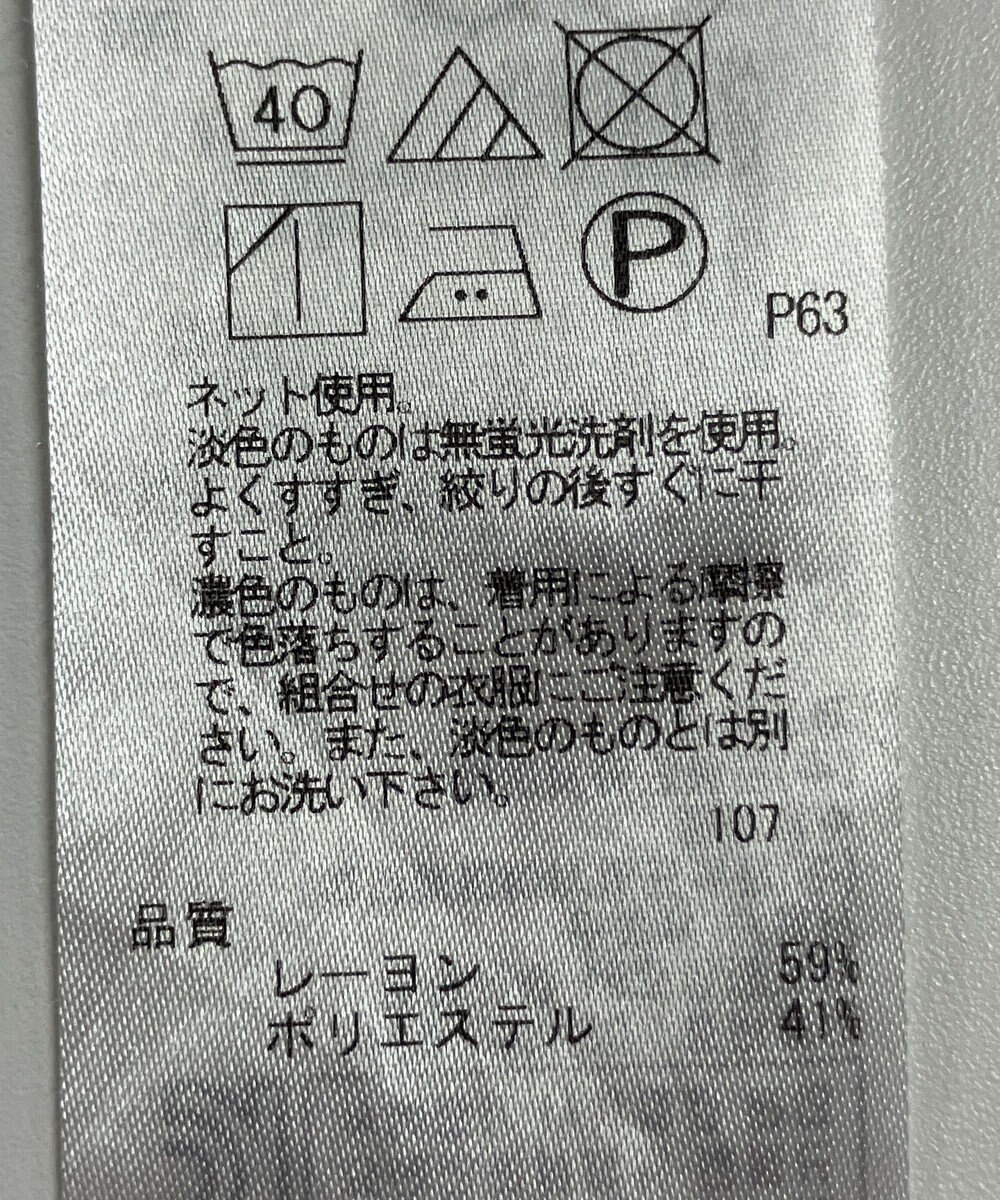 40
P
P63
ネット使用。
淡色のものは無蛍光洗剤を使用。
よくすすぎ、絞りの後すぐに干
すこと。
濃色のものは、着用による摩擦
で色落ちすることがありますの
で、組合せの衣服にご注意くだ
さい。また、淡色のものとは別
にお洗い下さい。
107
品質
レーヨン 59%
ポリエステル 41%